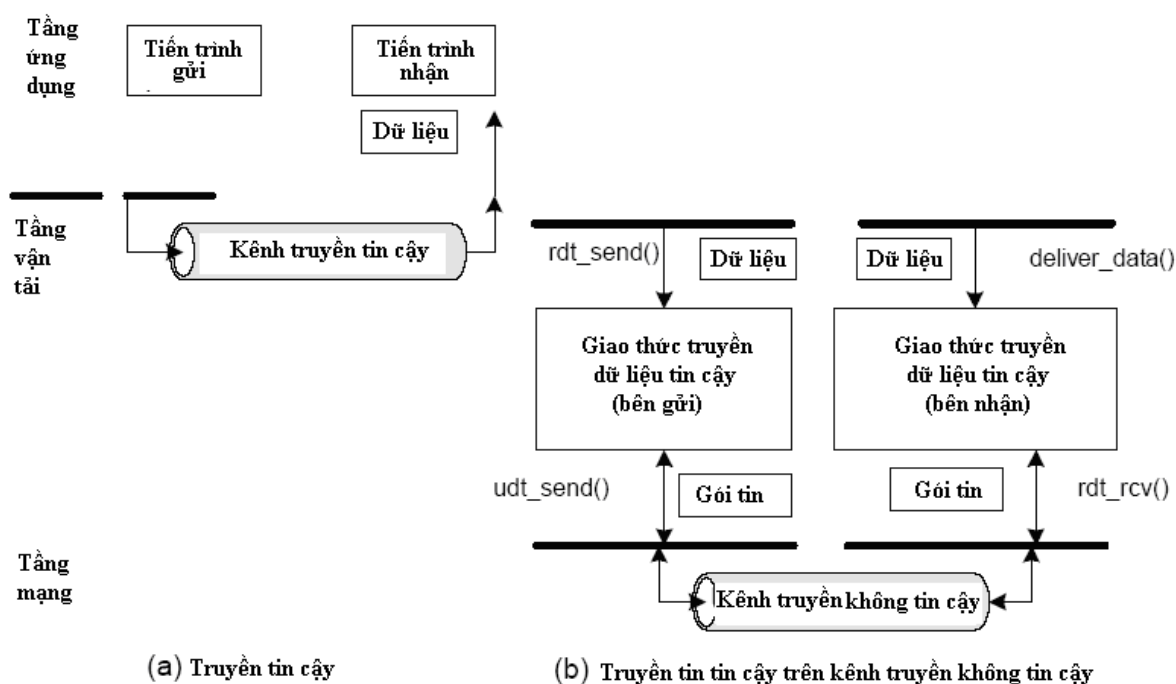 Tầng
ứng
dụng
Tiến trình
gửi
Tiến trình
nhận
Dữ liệu
Tầng
vận
tải
Kênh truyền tin cậy
rdt_send()
Dữ liệu
Dữ liệu
deliver_data()
Giao thức truyền
dữ liệu tin cậy
(bên gửi)
Giao thức truyền
dữ liệu tin cậy
(bên nhận)
udt_send()
Gói tin
Gói tin
rdt_rcv()
Tầng
mạng
Kênh truyền không tin cậy
(a) Truyền tin cậy
(b) Truyền tin tin cậy trên kênh truyền không tin cậy